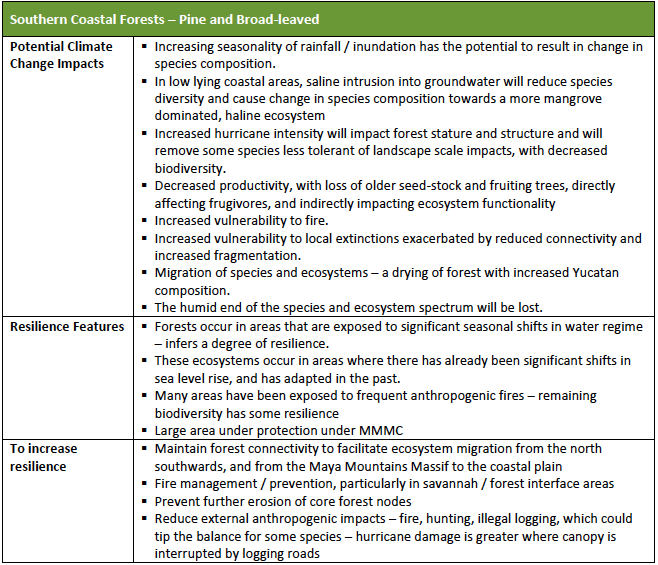 Southern Coastal Forests – Pine and Broad-leaved
Potential Climate
Change Impacts
▪ Increasing seasonality of rainfall / inundation has the potential to result in change in
species composition.
▪ In low lying coastal areas, saline intrusion into groundwater will reduce species
diversity and cause change in species composition towards a more mangrove
dominated, haline ecosystem
▪ Increased hurricane intensity will impact forest stature and structure and will
remove some species less tolerant of landscape scale impacts, with decreased
biodiversity.
▪ Decreased productivity, with loss of older seed-stock and fruiting trees, directly
affecting frugivores, and indirectly impacting ecosystem functionality
▪ Increased vulnerability to fire.
▪ Increased vulnerability to local extinctions exacerbated by reduced connectivity and
increased fragmentation.
▪ Migration of species and ecosystems – a drying of forest with increased Yucatan
composition.
▪ The humid end of the species and ecosystem spectrum will be lost.
Resilience Features
▪ Forests occur in areas that are exposed to significant seasonal shifts in water regime
– infers a degree of resilience.
▪ These ecosystems occur in areas where there has already been significant shifts in
sea level rise, and has adapted in the past.
▪ Many areas have been exposed to frequent anthropogenic fires – remaining
biodiversity has some resilience
▪ Large area under protection under MMMC
To increase
resilience
▪ Maintain forest connectivity to facilitate ecosystem migration from the north
southwards, and from the Maya Mountains Massif to the coastal plain
▪ Fire management / prevention, particularly in savannah / forest interface areas
▪ Prevent further erosion of core forest nodes
▪ Reduce external anthropogenic impacts – fire, hunting, illegal logging, which could
tip the balance for some species – hurricane damage is greater where canopy is
interrupted by logging roads